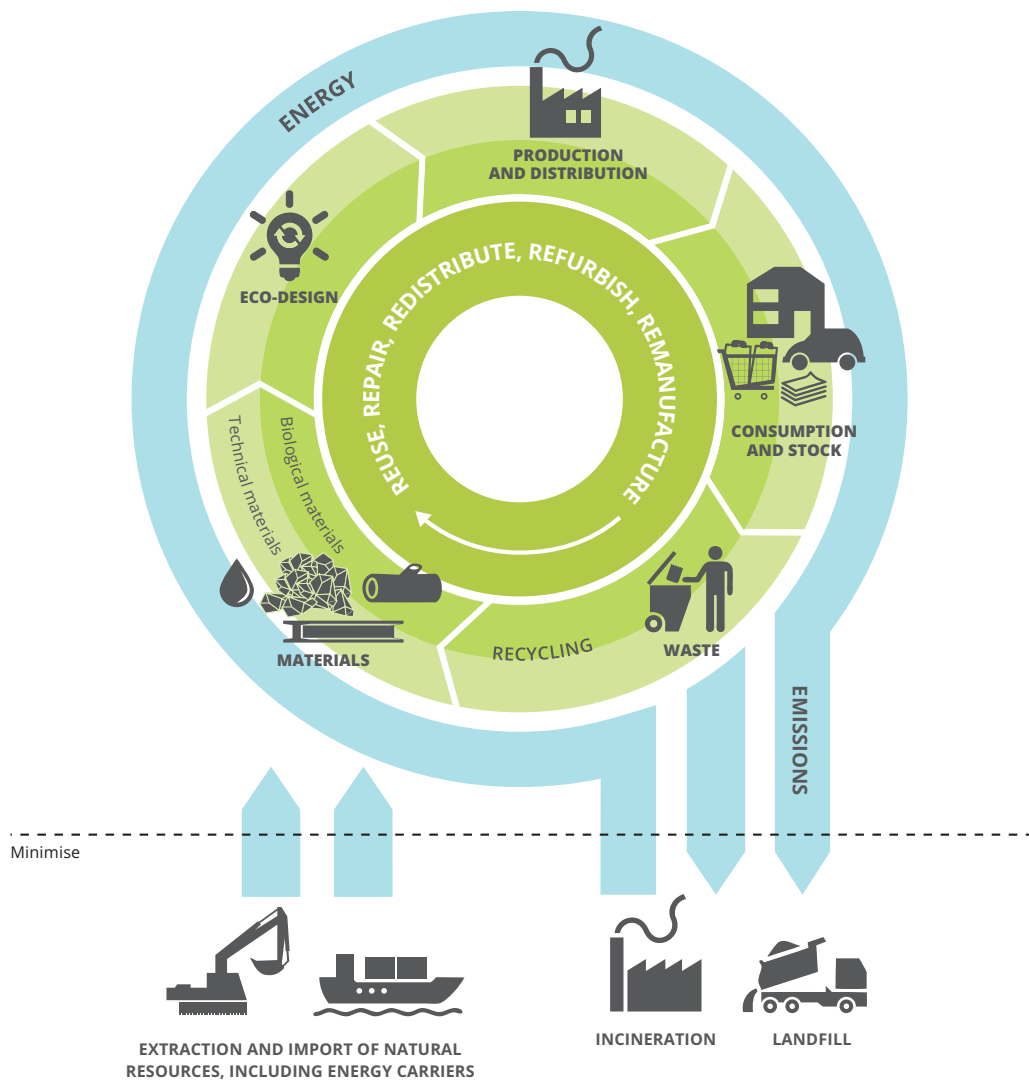 ENERGY
PRODUCTION
AND DISTRIBUTION
ECO-DESIGN
REUSE, REPAIR, REDISTRIBUTE, REFURBISH, REMANUFACTURE
CONSUMPTION
AND STOCK
Technical materials
Biological materials
MATERIALS
RECYCLING
WASTE
EMISSIONS
Minimise
EXTRACTION AND IMPORT OF NATURAL
RESOURCES, INCLUDING ENERGY CARRIERS
INCINERATION
LANDFILL